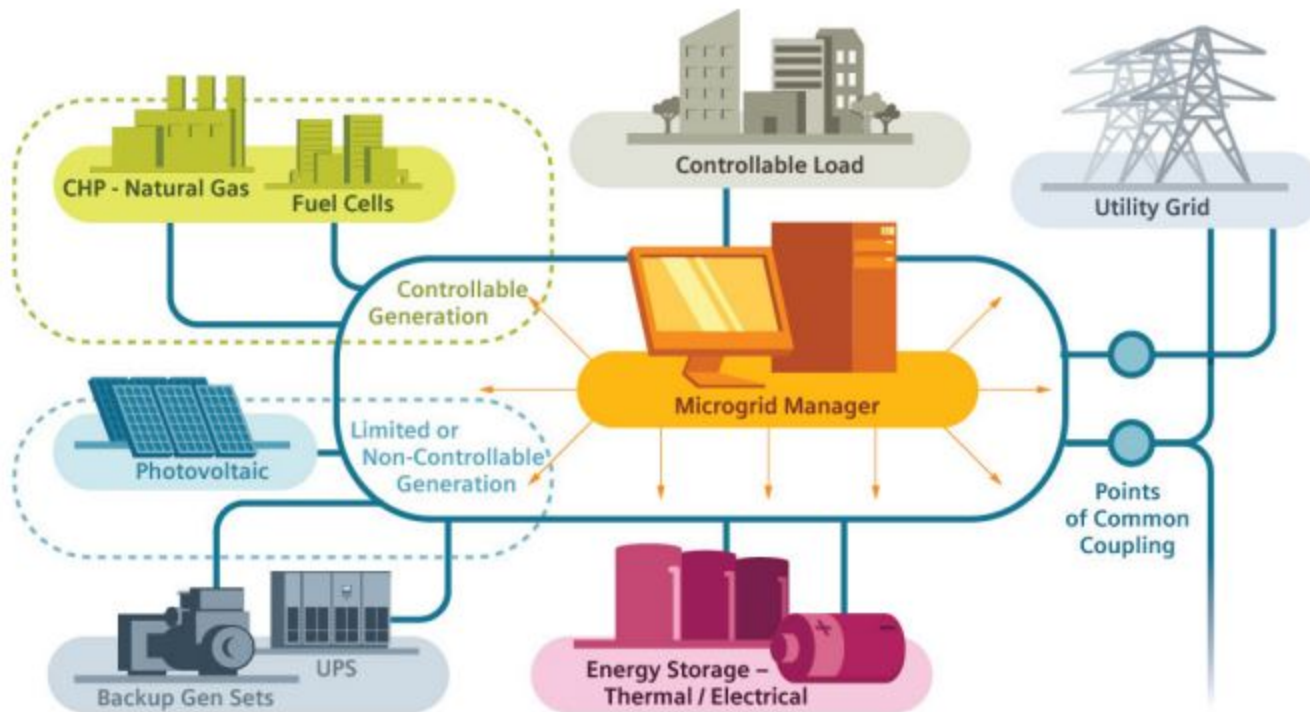 CHP - Natural Gas
Fuel Cells
Controllable Load
Utility Grid
Controllable
Generation
Microgrid Manager
Photovoltaic
Limited or
Non-Controllable
Generation
Points
of Common
Coupling
Backup Gen Sets
UPS
Energy Storage –
Thermal / Electrical